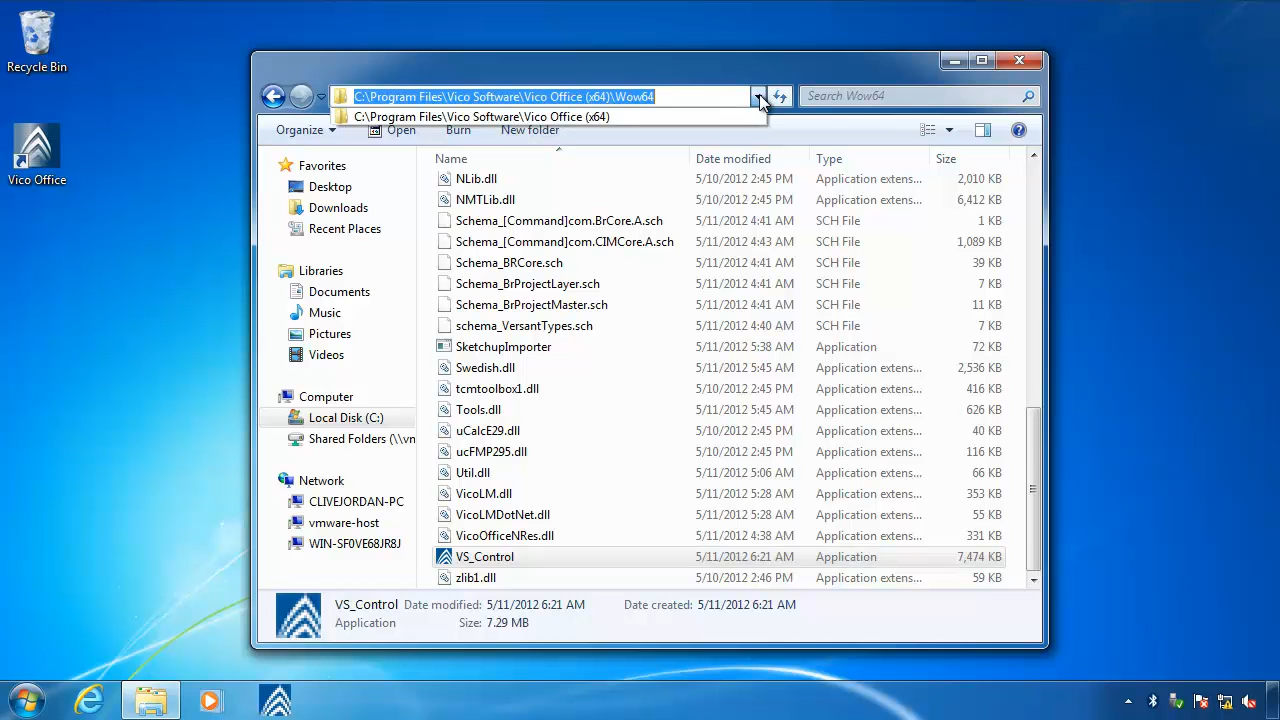 Recycle Bin
Vico Office
C:\Program Files\Vico Software\Vico Office (x64)\Wow64
Search Wow64
C:\Program Files\Vico Software\Vico Office (x64)
Organize
Open
Burn
New folder
Favorites
Desktop
Downloads
Recent Places
Libraries
Documents
Music
Pictures
Videos
Computer
Local Disk (C:)
Shared Folders (\\vn
Network
CLIVEJORDAN-PC
vmware-host
WIN-SF0VE68JR8J
Name Date modified Type Size
NLib.dll 5/10/2012 2:45 PM Application extens... 2,010 KB
NMTLib.dll 5/10/2012 2:45 PM Application extens... 6,412 KB
Schema_[Command]com.BrCore.A.sch 5/11/2012 4:41 AM SCH File 1 KB
Schema_[Command]com.CIMCore.A.sch 5/11/2012 4:43 AM SCH File 1,089 KB
Schema_BRCore.sch 5/11/2012 4:41 AM SCH File 39 KB
Schema_BrProjectLayer.sch 5/11/2012 4:41 AM SCH File 7 KB
Schema_BrProjectMaster.sch 5/11/2012 4:41 AM SCH File 11 KB
schema_VersantTypes.sch 5/11/2012 4:40 AM SCH File 7 KB
SketchupImporter 5/11/2012 5:38 AM Application 72 KB
Swedish.dll 5/11/2012 5:45 AM Application extens... 2,536 KB
tcmtoolbox1.dll 5/10/2012 2:45 PM Application extens... 416 KB
Tools.dll 5/11/2012 5:45 AM Application extens... 626 KB
uCalcE29.dll 5/10/2012 2:45 PM Application extens... 40 KB
ucFMP295.dll 5/10/2012 2:45 PM Application extens... 116 KB
Util.dll 5/11/2012 5:06 AM Application extens... 66 KB
VicoLM.dll 5/11/2012 5:28 AM Application extens... 353 KB
VicoLMDotNet.dll 5/11/2012 5:28 AM Application extens... 55 KB
VicoOfficeNRes.dll 5/11/2012 4:38 AM Application extens... 331 KB
VS_Control 5/11/2012 6:21 AM Application 7,474 KB
zlib1.dll 5/10/2012 2:46 PM Application extens... 59 KB
VS_Control Date modified: 5/11/2012 6:21 AM Date created: 5/11/2012 6:21 AM
Application Size: 7.29 MB